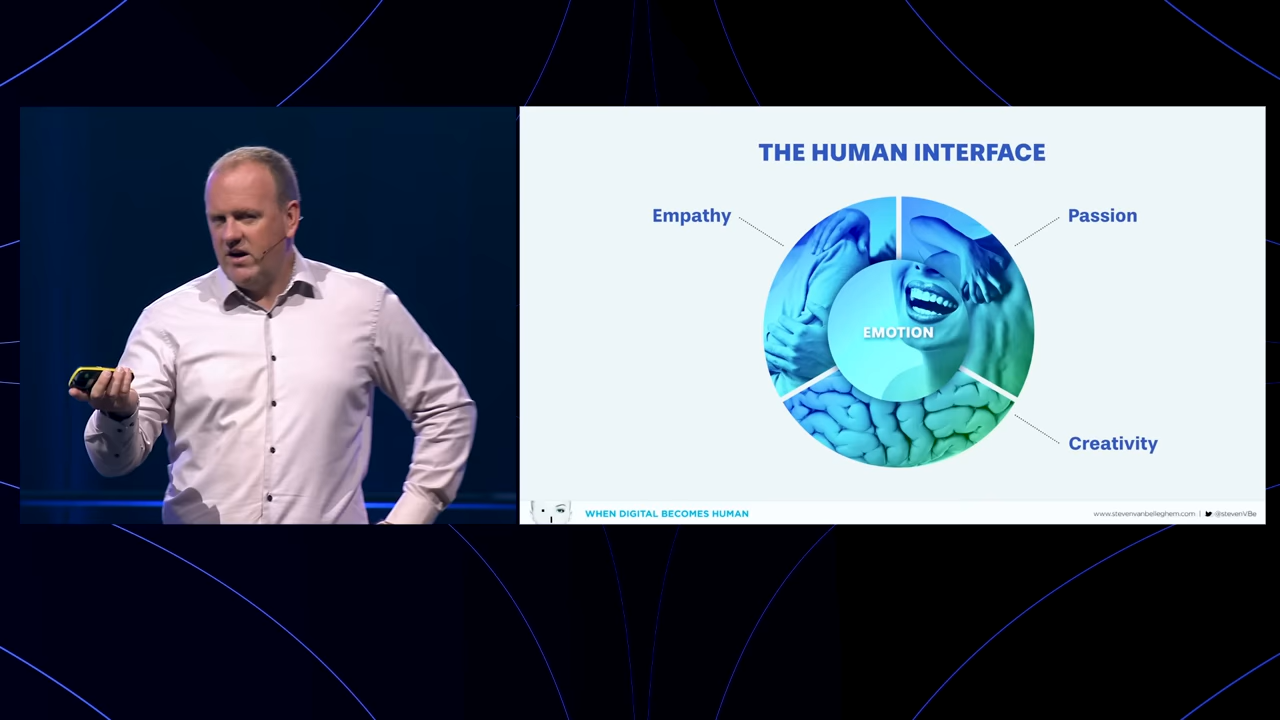 THE HUMAN INTERFACE
Empathy
Passion
EMOTION
Creativity
WHEN DIGITAL BECOMES HUMAN
www.stevenvanbelleghem.com | @stevenVBe